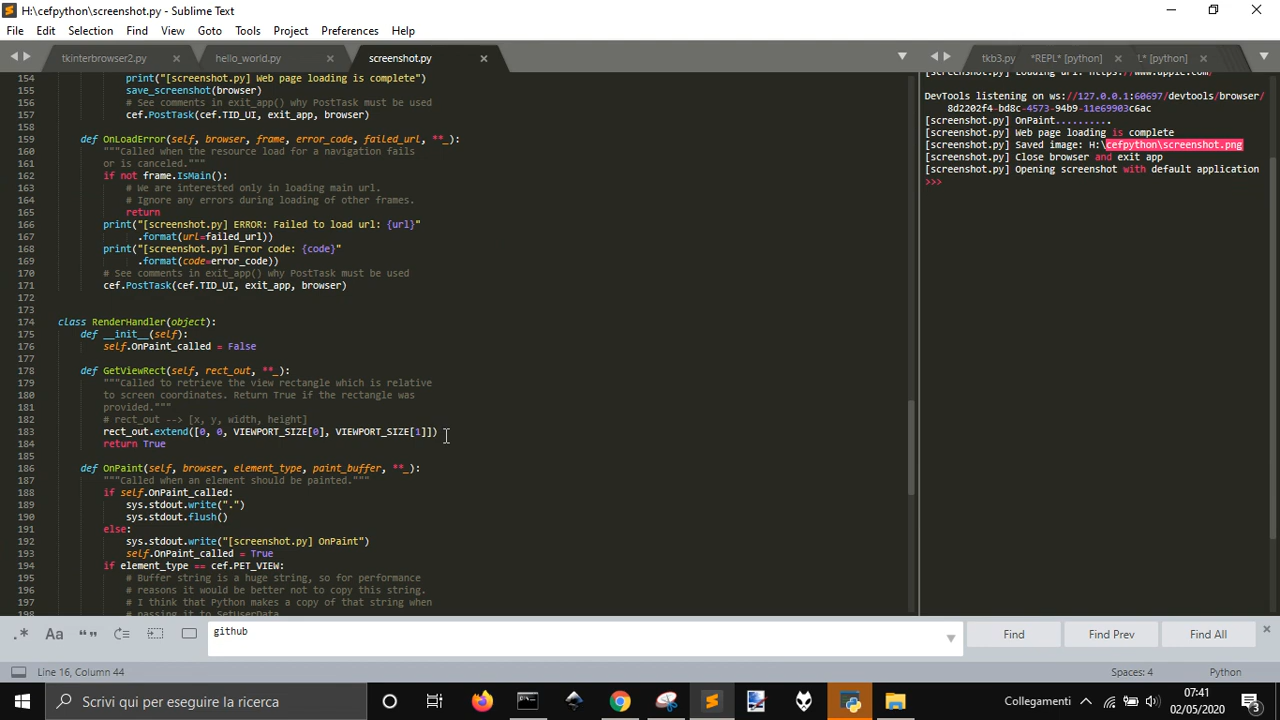 H:\cefpython\screenshot.py - Sublime Text
File Edit Selection Find View Goto Tools Project Preferences Help
tkinterbrowser2.py hello_world.py screenshot.py
154 print("[screenshot.py] Web page loading is complete")
155 save_screenshot(browser)
156 # See comments in exit_app() why PostTask must be used
157 cef.PostTask(cef.TID_UI, exit_app, browser)
158
159 def OnLoadError(self, browser, frame, error_code, failed_url, **_):
160 """Called when the resource load for a navigation fails
161 or is canceled."""
162 if not frame.IsMain():
163 # We are interested only in loading main url.
164 # Ignore any errors during loading of other frames.
165 return
166 print("[screenshot.py] ERROR: Failed to load url: {url}"
167 .format(url=failed_url))
168 print("[screenshot.py] Error code: {code}"
169 .format(code=error_code))
170 # See comments in exit_app() why PostTask must be used
171 cef.PostTask(cef.TID_UI, exit_app, browser)
172
173
174 class RenderHandler(object):
175 def __init__(self):
176 self.OnPaint_called = False
177
178 def GetViewRect(self, rect_out, **_):
179 """Called to retrieve the view rectangle which is relative
180 to screen coordinates. Return True if the rectangle was
181 provided."""
182 # rect_out --> [x, y, width, height]
183 rect_out.extend([0, 0, VIEWPORT_SIZE[0], VIEWPORT_SIZE[1]])
184 return True
185
186 def OnPaint(self, browser, element_type, paint_buffer, **_):
187 """Called when an element should be painted."""
188 if self.OnPaint_called:
189 sys.stdout.write(".")
190 sys.stdout.flush()
191 else:
192 sys.stdout.write("[screenshot.py] OnPaint")
193 self.OnPaint_called = True
194 if element_type == cef.PET_VIEW:
195 # Buffer string is a huge string, so for performance
196 # reasons it would be better not to copy this string.
197 # I think that Python makes a copy of that string when
198 # passing it to SetUserData.
tkb3.py *REPL* [python] L* [python]
[screenshot.py] Loading url: https://www.apple.com/
DevTools listening on ws://127.0.0.1:60697/devtools/browser/
8d2202f4-bd8c-4573-94b9-11e69903c6ac
[screenshot.py] OnPaint.........
[screenshot.py] Web page loading is complete
[screenshot.py] Saved image: H:\cefpython\screenshot.png
[screenshot.py] Close browser and exit app
[screenshot.py] Opening screenshot with default application
>>>
.* Aa “” github Find Find Prev Find All
Line 16, Column 44 Spaces: 4 Python
Scrivi qui per eseguire la ricerca Collegamenti 07:41
02/05/2020 3